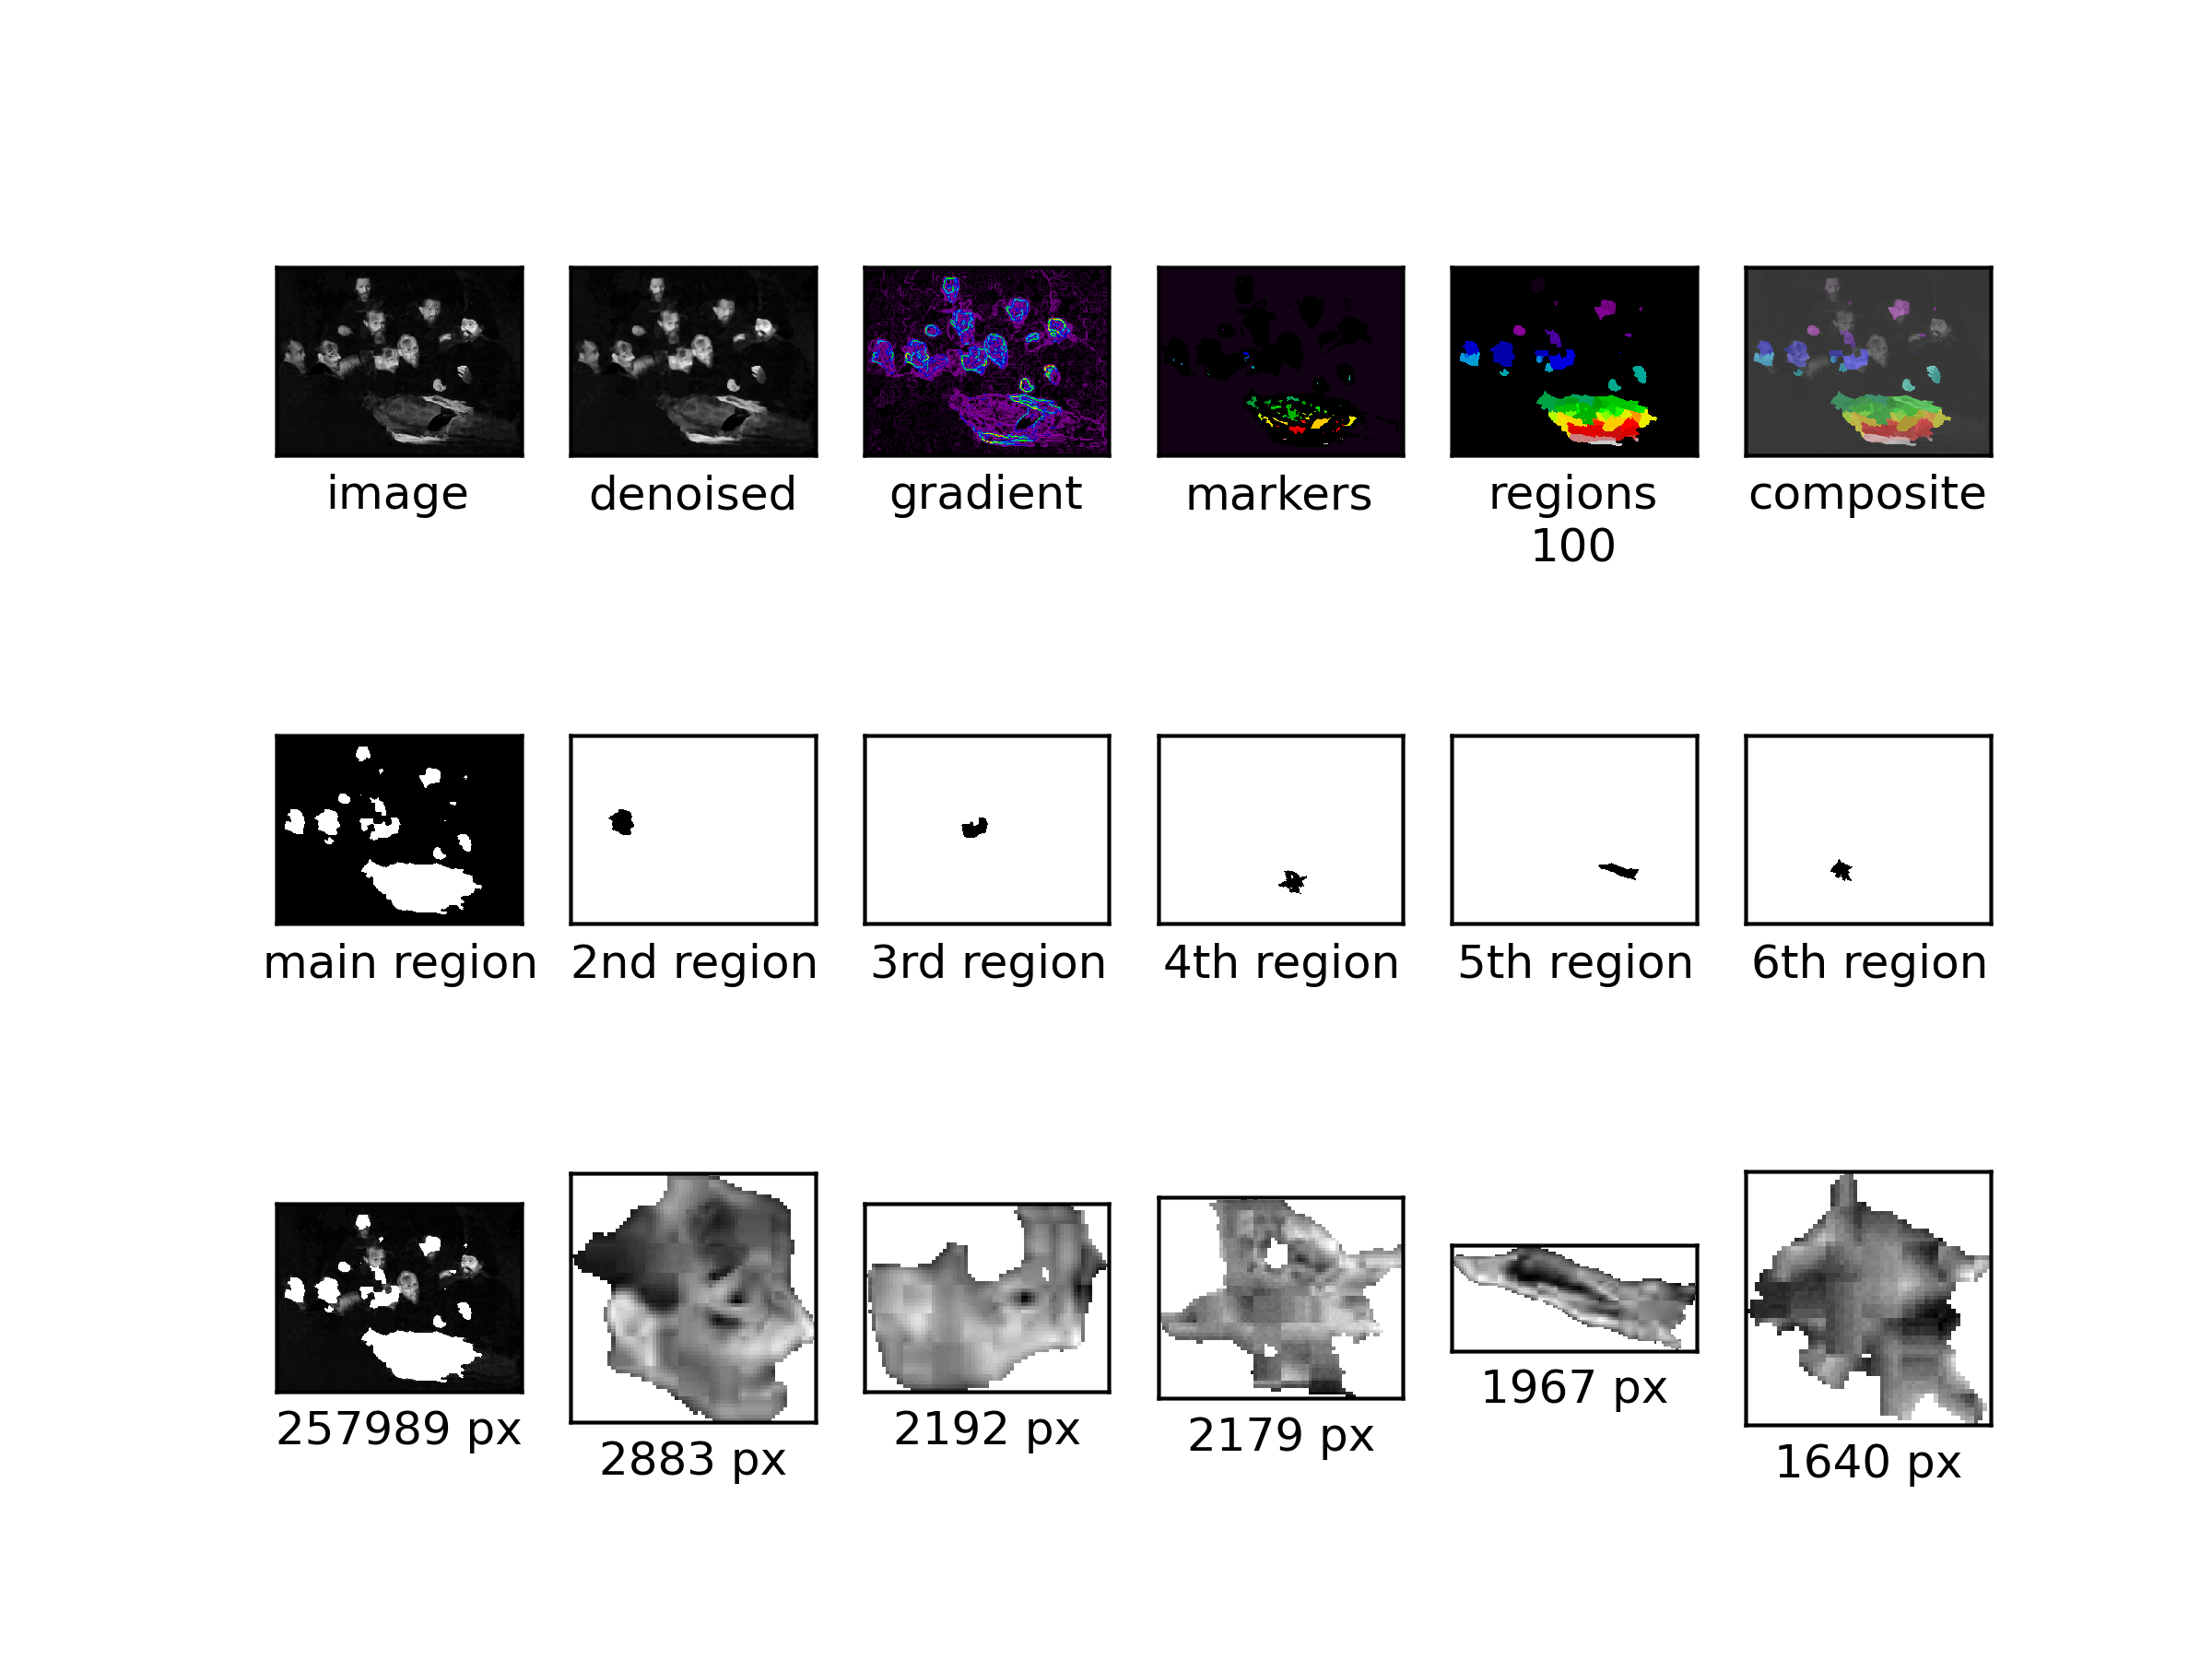 image
denoised
gradient
markers
regions
100
composite
main region
2nd region
3rd region
4th region
5th region
6th region
257989 px
2883 px
2192 px
2179 px
1967 px
1640 px